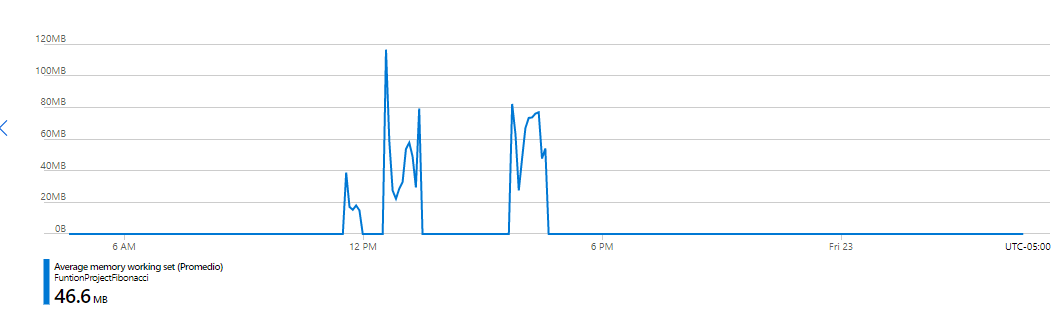 120MB
100MB
80MB
60MB
40MB
20MB
0B
6 AM 12 PM 6 PM Fri 23 UTC-05:00
Average memory working set (Promedio)
FuntionProjectFibonacci
46.6 MB